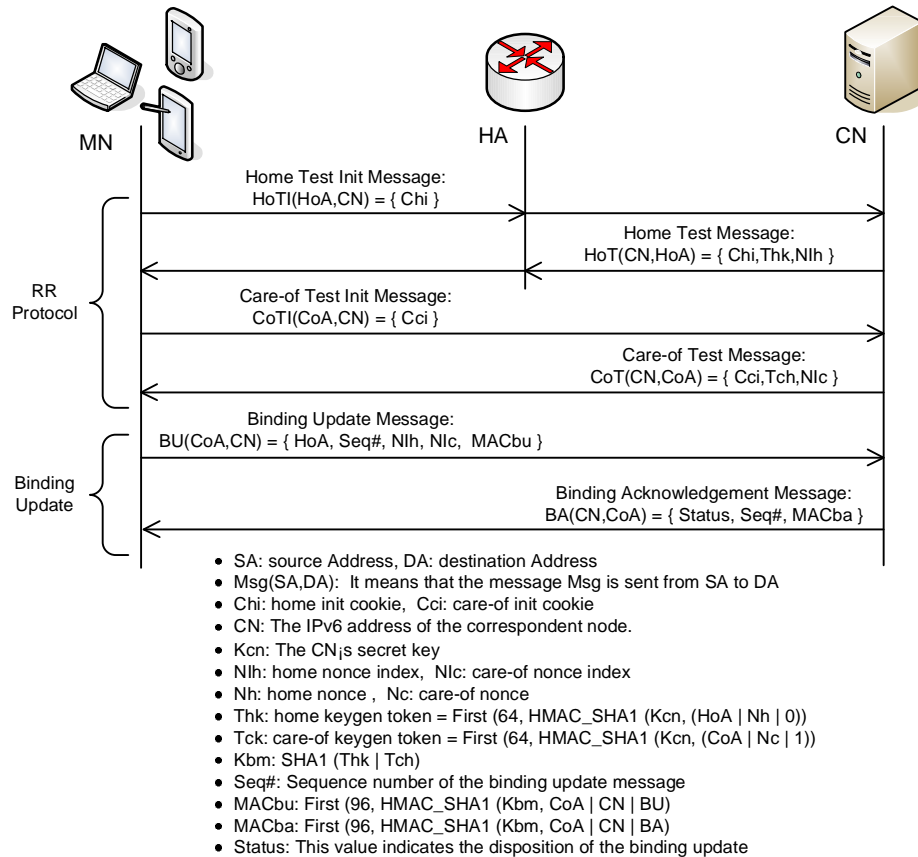 MN
HA
CN
Home Test Init Message:
HoTI(HoA,CN) = { Chi }
Home Test Message:
HoT(CN,HoA) = { Chi,Thk,NIh }
RR
Protocol
Care-of Test Init Message:
CoTI(CoA,CN) = { Cci }
Care-of Test Message:
CoT(CN,CoA) = { Cci,Tch,NIc }
Binding Update Message:
BU(CoA,CN) = { HoA, Seq#, NIh, NIc, MACbu }
Binding
Update
Binding Acknowledgement Message:
BA(CN,CoA) = { Status, Seq#, MACba }
• SA: source Address, DA: destination Address
• Msg(SA,DA): It means that the message Msg is sent from SA to DA
• Chi: home init cookie, Cci: care-of init cookie
• CN: The IPv6 address of the correspondent node.
• Kcn: The CN¡s secret key
• NIh: home nonce index, NIc: care-of nonce index
• Nh: home nonce , Nc: care-of nonce
• Thk: home keygen token = First (64, HMAC_SHA1 (Kcn, (HoA | Nh | 0))
• Tck: care-of keygen token = First (64, HMAC_SHA1 (Kcn, (CoA | Nc | 1))
• Kbm: SHA1 (Thk | Tch)
• Seq#: Sequence number of the binding update message
• MACbu: First (96, HMAC_SHA1 (Kbm, CoA | CN | BU)
• MACba: First (96, HMAC_SHA1 (Kbm, CoA | CN | BA)
• Status: This value indicates the disposition of the binding update